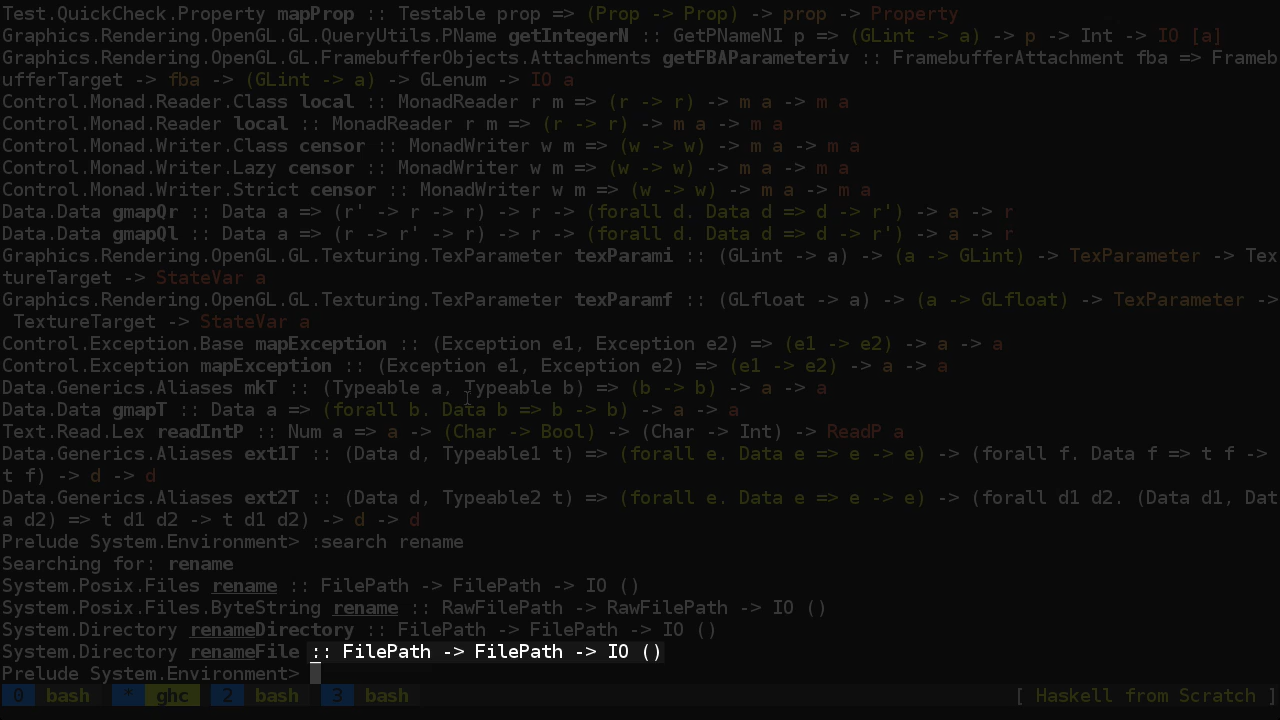 Test.QuickCheck.Property mapProp :: Testable prop => (Prop -> Prop) -> prop -> Property
Graphics.Rendering.OpenGL.GL.QueryUtils.PName getIntegerN :: GetPNameNI p => (GLint -> a) -> p -> Int -> IO [a]
Graphics.Rendering.OpenGL.GL.FramebufferObjects.Attachments getFBAParameteriv :: FramebufferAttachment fba => Frameb
ufferTarget -> fba -> (GLint -> a) -> GLenum -> IO a
Control.Monad.Reader.Class local :: MonadReader r m => (r -> r) -> m a -> m a
Control.Monad.Reader local :: MonadReader r m => (r -> r) -> m a -> m a
Control.Monad.Writer.Class censor :: MonadWriter w m => (w -> w) -> m a -> m a
Control.Monad.Writer.Lazy censor :: MonadWriter w m => (w -> w) -> m a -> m a
Control.Monad.Writer.Strict censor :: MonadWriter w m => (w -> w) -> m a -> m a
Data.Data gmapQr :: Data a => (r' -> r -> r) -> r -> (forall d. Data d => d -> r') -> a -> r
Data.Data gmapQl :: Data a => (r -> r' -> r) -> r -> (forall d. Data d => d -> r') -> a -> r
Graphics.Rendering.OpenGL.GL.Texturing.TexParameter texParami :: (GLint -> a) -> (a -> GLint) -> TexParameter -> Tex
tureTarget -> StateVar a
Graphics.Rendering.OpenGL.GL.Texturing.TexParameter texParamf :: (GLfloat -> a) -> (a -> GLfloat) -> TexParameter ->
 TextureTarget -> StateVar a
Control.Exception.Base mapException :: (Exception e1, Exception e2) => (e1 -> e2) -> a -> a
Control.Exception mapException :: (Exception e1, Exception e2) => (e1 -> e2) -> a -> a
Data.Generics.Aliases mkT :: (Typeable a, Typeable b) => (b -> b) -> a -> a
Data.Data gmapT :: Data a => (forall b. Data b => b -> b) -> a -> a
Text.Read.Lex readIntP :: Num a => a -> (Char -> Bool) -> (Char -> Int) -> ReadP a
Data.Generics.Aliases ext1T :: (Data d, Typeable1 t) => (forall e. Data e => e -> e) -> (forall f. Data f => t f ->
t f) -> d -> d
Data.Generics.Aliases ext2T :: (Data d, Typeable2 t) => (forall e. Data e => e -> e) -> (forall d1 d2. (Data d1, Dat
a d2) => t d1 d2 -> t d1 d2) -> d -> d
Prelude System.Environment> :search rename
Searching for: rename
System.Posix.Files rename :: FilePath -> FilePath -> IO ()
System.Posix.Files.ByteString rename :: RawFilePath -> RawFilePath -> IO ()
System.Directory renameDirectory :: FilePath -> FilePath -> IO ()
System.Directory renameFile :: FilePath -> FilePath -> IO ()
Prelude System.Environment>
0 bash * ghc 2 bash 3 bash [ Haskell from Scratch ]